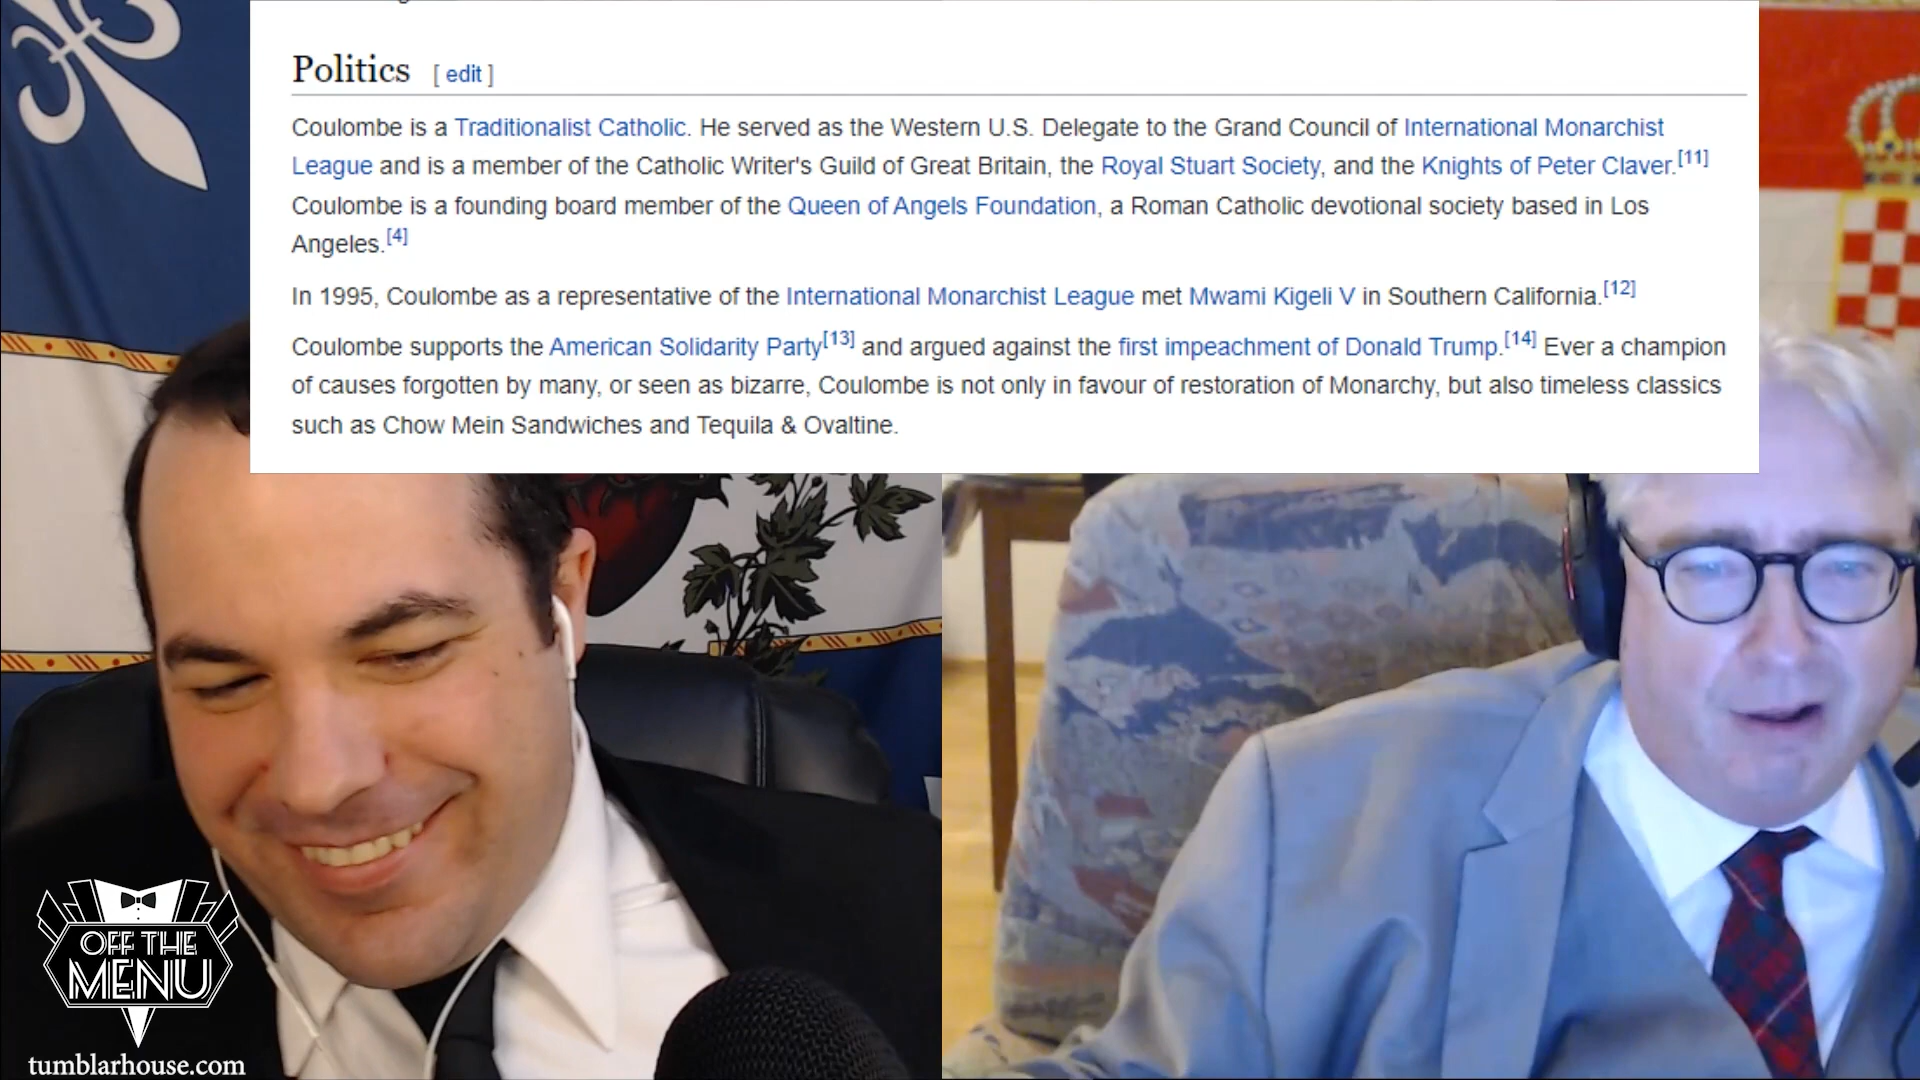 Politics [ edit ]
Coulombe is a Traditionalist Catholic. He served as the Western U.S. Delegate to the Grand Council of International Monarchist
League and is a member of the Catholic Writer's Guild of Great Britain, the Royal Stuart Society, and the Knights of Peter Claver.[11]
Coulombe is a founding board member of the Queen of Angels Foundation, a Roman Catholic devotional society based in Los
Angeles.[4]
In 1995, Coulombe as a representative of the International Monarchist League met Mwami Kigeli V in Southern California.[12]
Coulombe supports the American Solidarity Party[13] and argued against the first impeachment of Donald Trump.[14] Ever a champion
of causes forgotten by many, or seen as bizarre, Coulombe is not only in favour of restoration of Monarchy, but also timeless classics
such as Chow Mein Sandwiches and Tequila & Ovaltine.
OFF THE
MENU
tumblarhouse.com